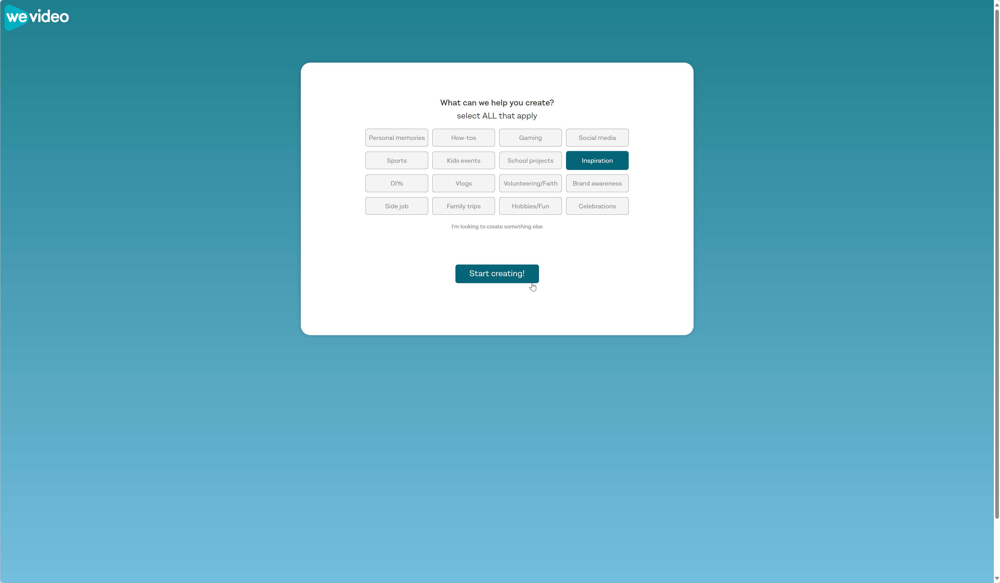 wevideo
What can we help you create?
select ALL that apply
Personal memories How-tos Gaming Social media
Sports Kids events School projects Inspiration
DIYs Vlogs Volunteering/Faith Brand awareness
Side job Family trips Hobbies/Fun Celebrations
I'm looking to create something else
Start creating!